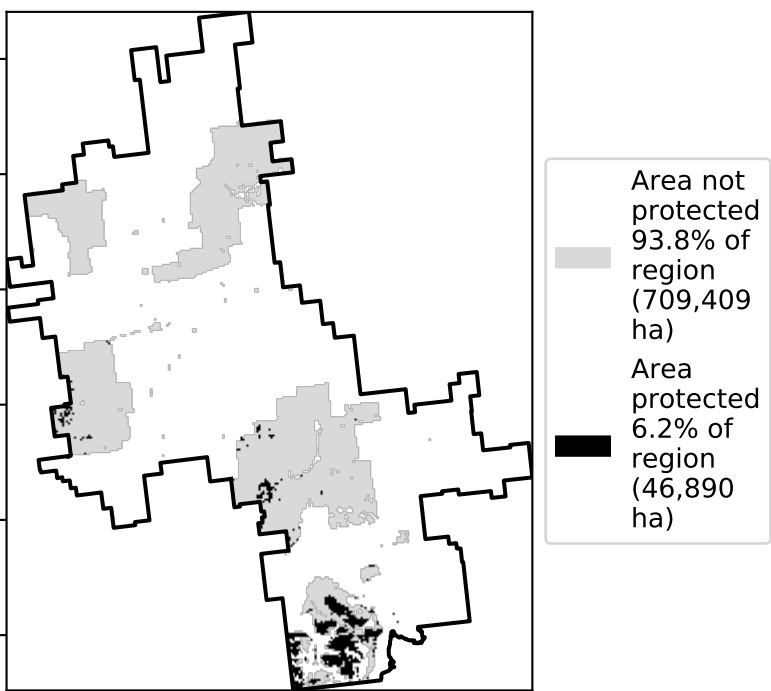 Area not
protected
93.8% of
region
(709,409
ha)
Area
protected
6.2% of
region
(46,890
ha)